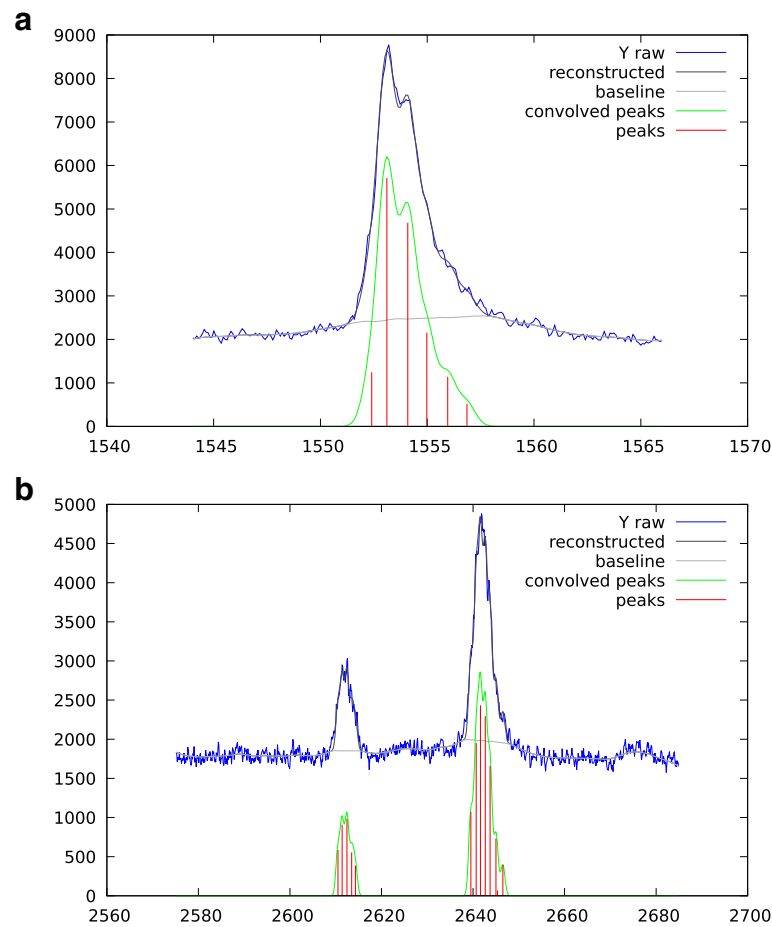 a
9000
8000
7000
6000
5000
4000
3000
2000
1000
0
Y raw
reconstructed
baseline
convolved peaks
peaks
1540 1545 1550 1555 1560 1565 1570
b
5000
4500
4000
3500
3000
2500
2000
1500
1000
500
0
Y raw
reconstructed
baseline
convolved peaks
peaks
2560 2580 2600 2620 2640 2660 2680 2700